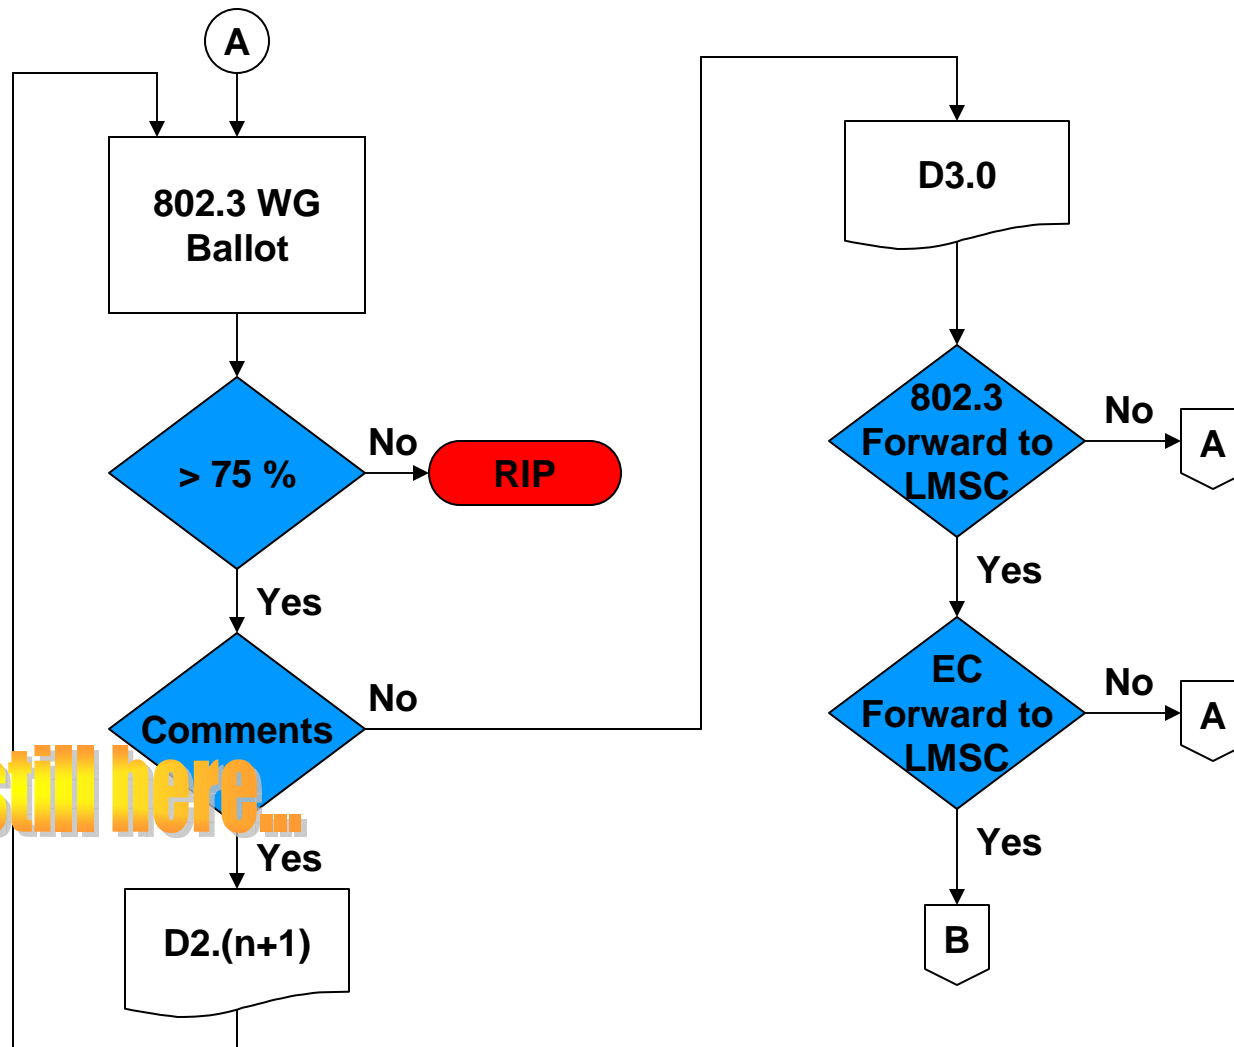 A
802.3 WG
Ballot
> 75 %
No
RIP
Yes
Comments
No
still here...
Yes
D2.(n+1)
D3.0
802.3
Forward to
LMSC
No
A
Yes
EC
Forward to
LMSC
No
A
Yes
B